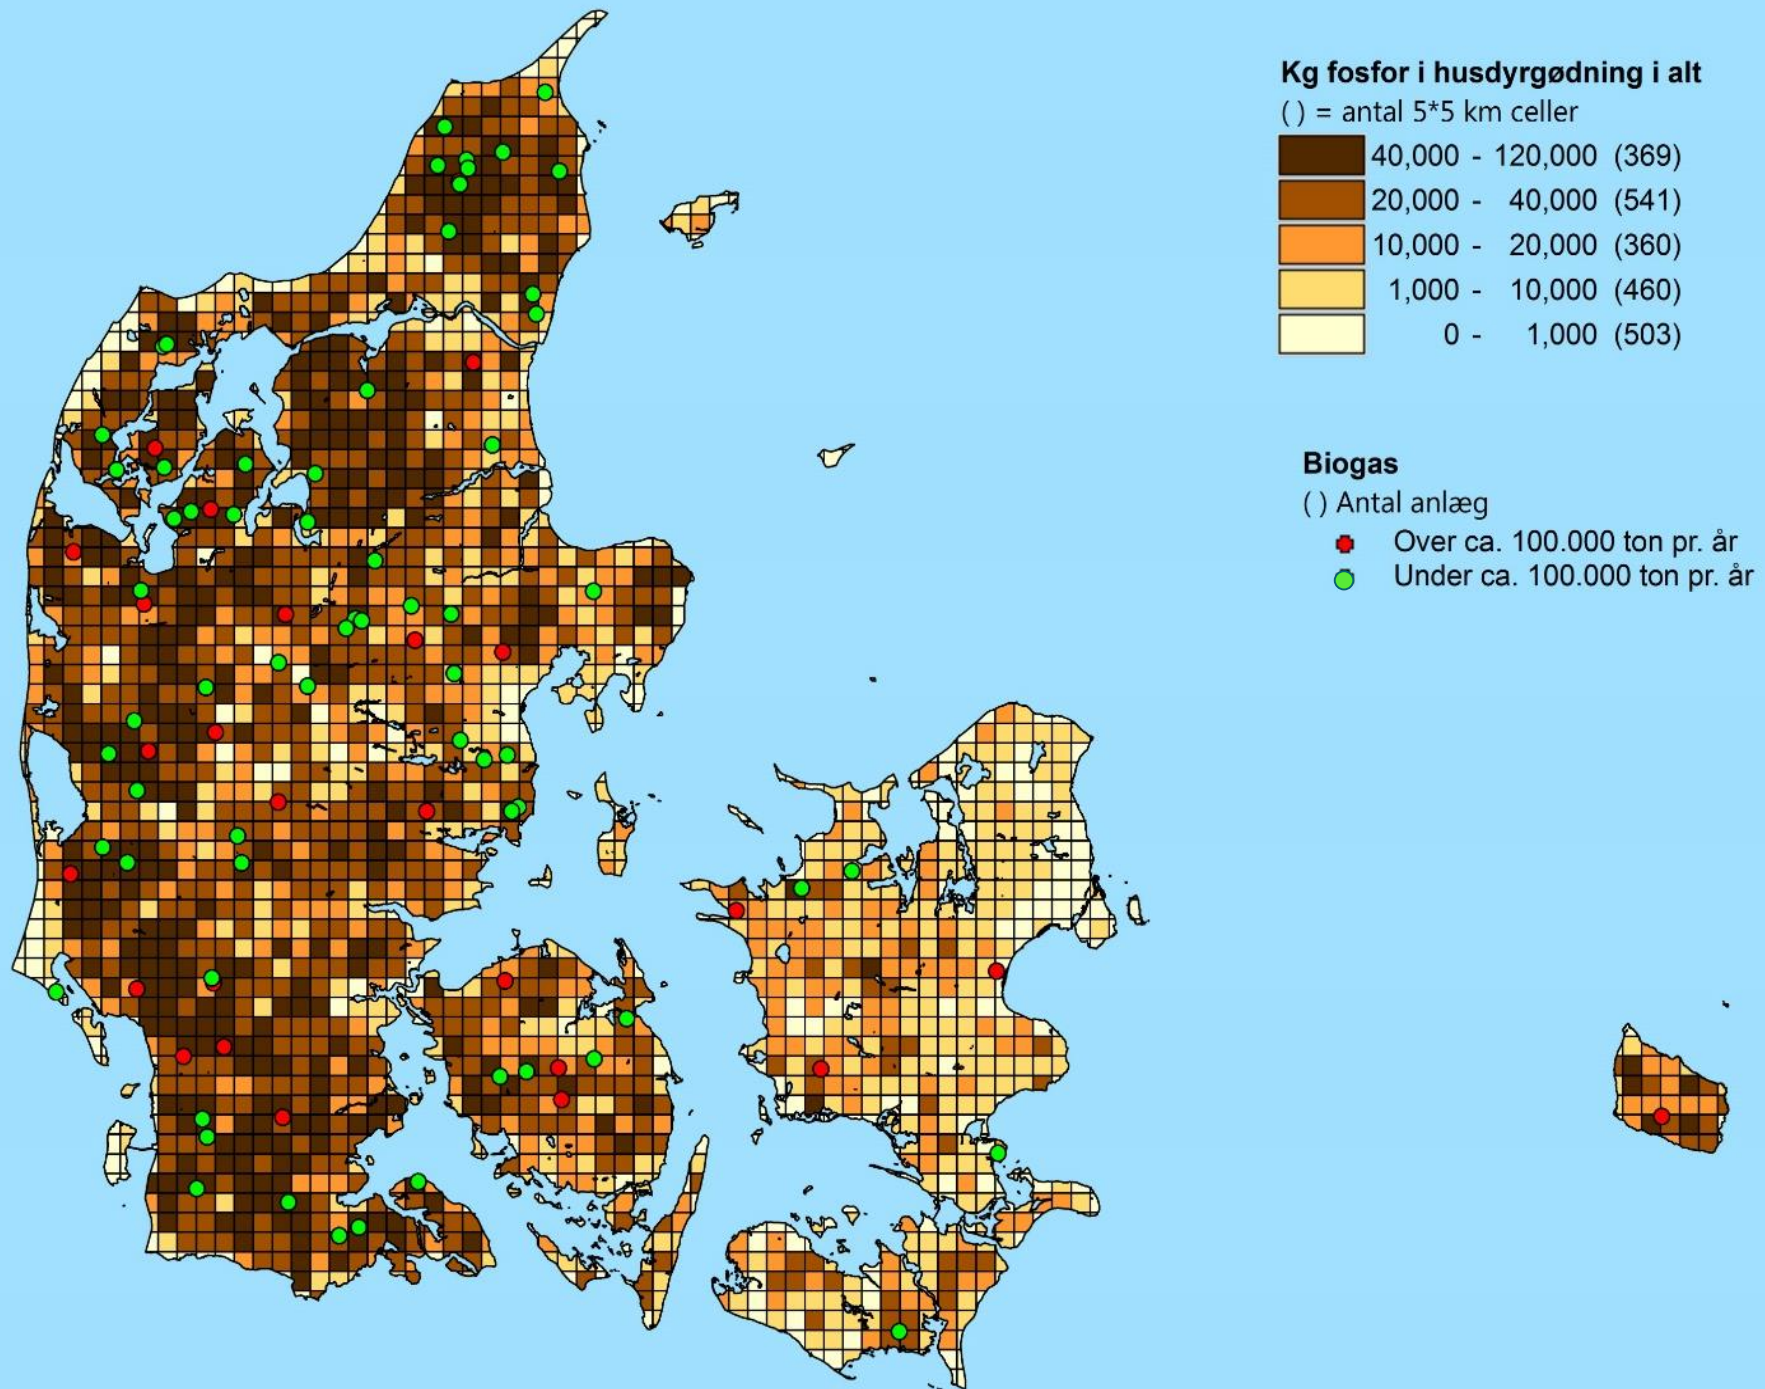 Kg fosfor i husdyrgødning i alt
( ) = antal 5*5 km celler
40,000 - 120,000 (369)
20,000 - 40,000 (541)
10,000 - 20,000 (360)
1,000 - 10,000 (460)
0 - 1,000 (503)
Biogas
( ) Antal anlæg
Over ca. 100.000 ton pr. år
Under ca. 100.000 ton pr. år